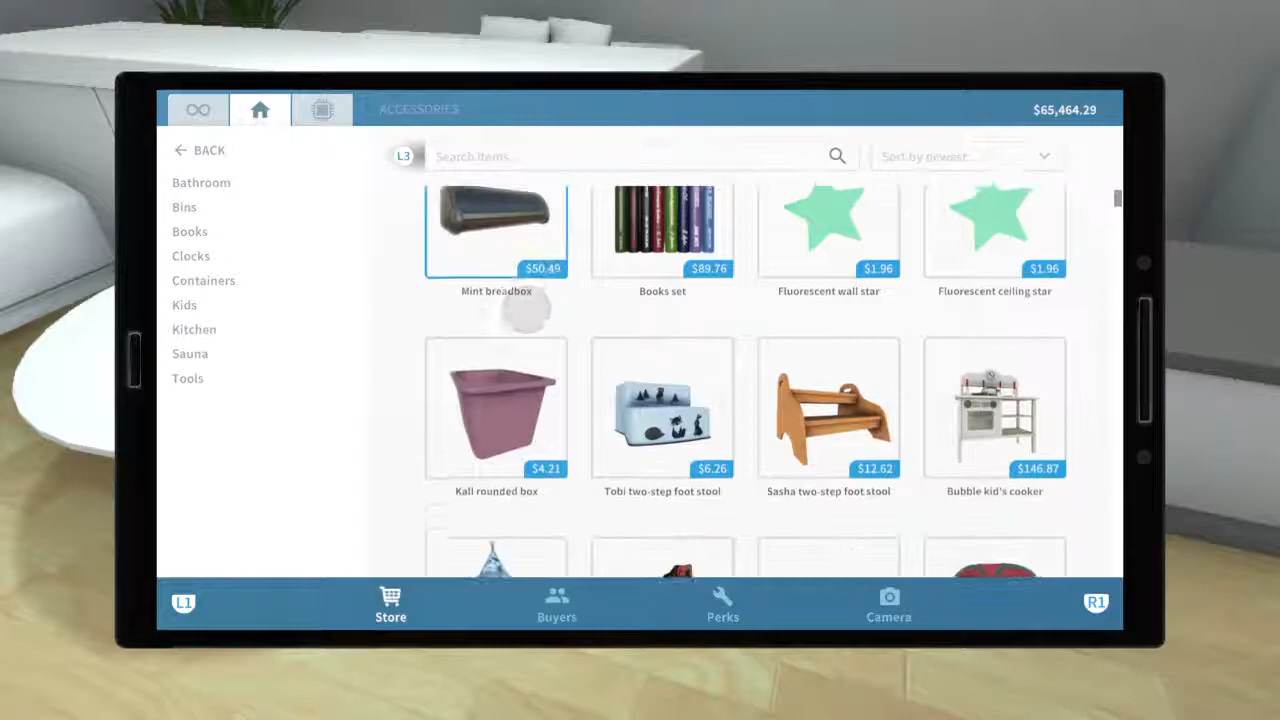 ACCESSORIES
$65,464.29
BACK
L3
Search items...
Sort by newest
Bathroom
Bins
Books
Clocks
Containers
Kids
Kitchen
Sauna
Tools
$50.49
$89.76
$1.96
$1.96
Mint breadbox
Books set
Fluorescent wall star
Fluorescent ceiling star
$4.21
$6.26
$12.62
$146.87
Kall rounded box
Tobi two-step foot stool
Sasha two-step foot stool
Bubble kid's cooker
L1
Store
Buyers
Perks
Camera
R1